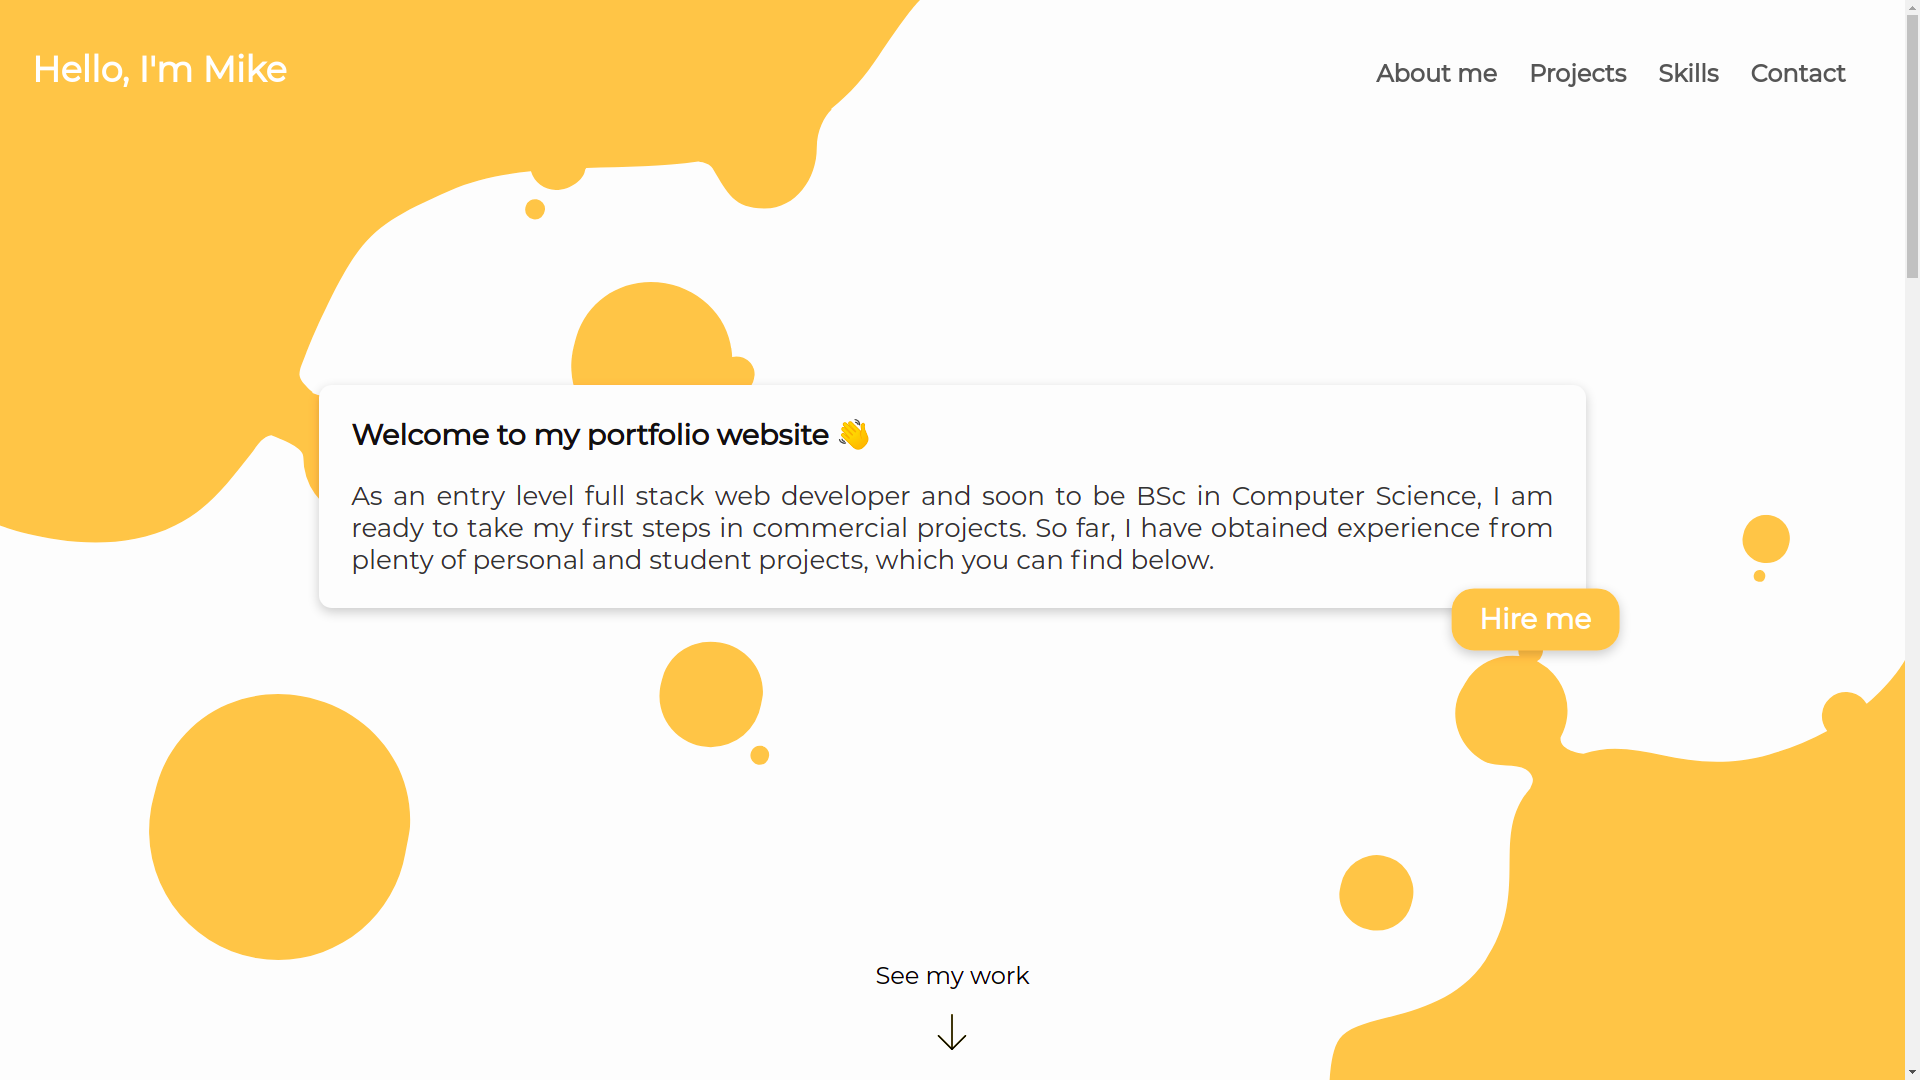 Hello, I'm Mike
About me Projects Skills Contact
Welcome to my portfolio website 👋
As an entry level full stack web developer and soon to be BSc in Computer Science, I am
ready to take my first steps in commercial projects. So far, I have obtained experience from
plenty of personal and student projects, which you can find below.
Hire me
See my work